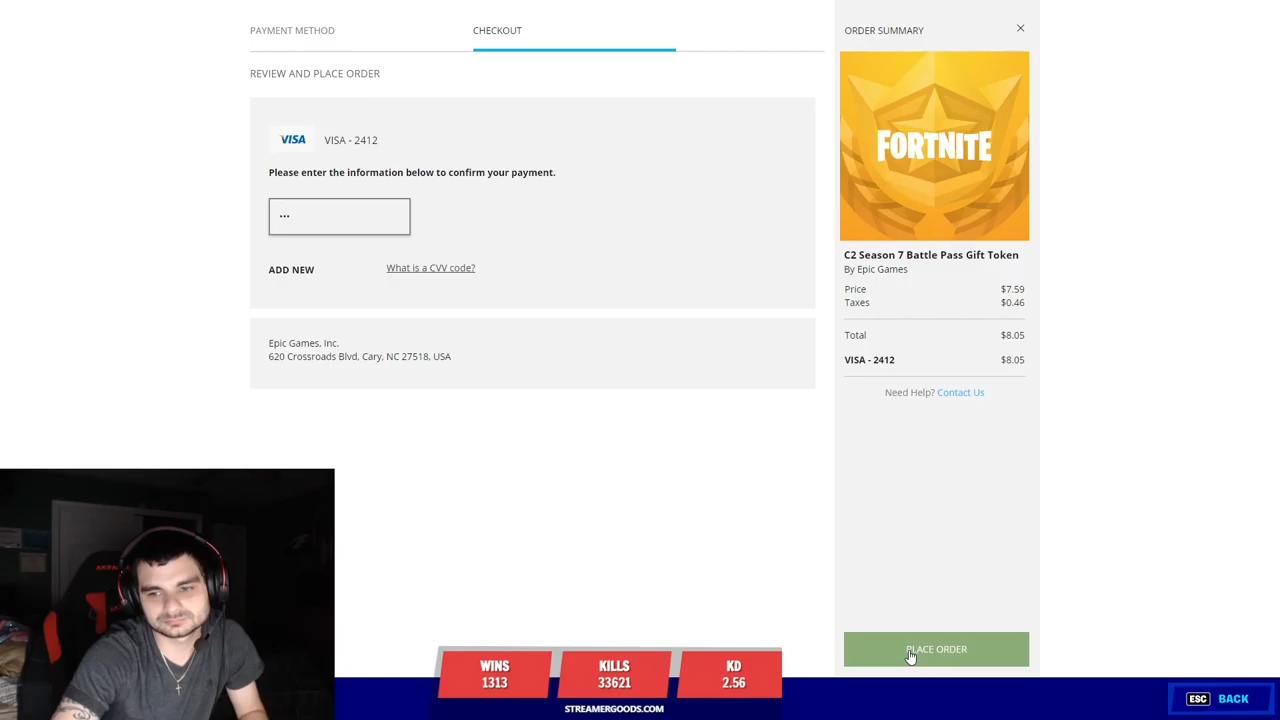 PAYMENT METHOD
CHECKOUT
REVIEW AND PLACE ORDER
VISA
VISA - 2412
Please enter the information below to confirm your payment.
•••
ADD NEW
What is a CVV code?
Epic Games, Inc.
620 Crossroads Blvd, Cary, NC 27518, USA
ORDER SUMMARY
FORTNITE
C2 Season 7 Battle Pass Gift Token
By Epic Games
Price $7.59
Taxes $0.46
Total $8.05
VISA - 2412 $8.05
Need Help? Contact Us
PLACE ORDER
WINS
1313
KILLS
33621
KD
2.56
STREAMERGOODS.COM
ESC BACK